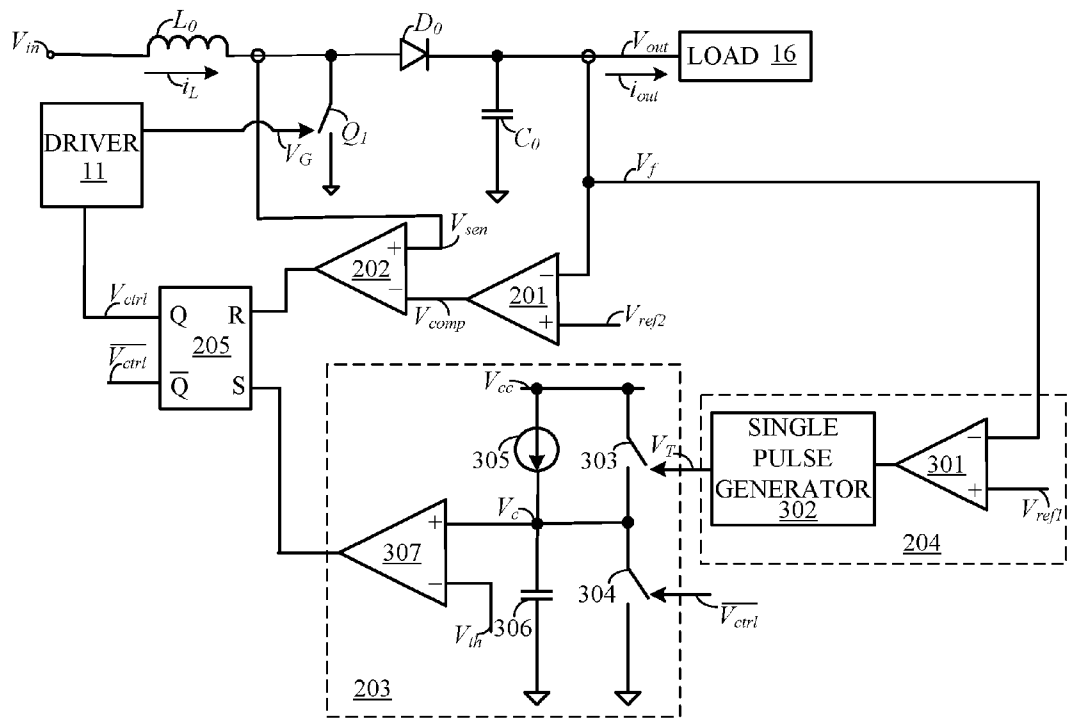 V_in
L_0
D_0
V_out
LOAD 16
i_L
i_out
DRIVER
11
V_G
Q_1
C_0
V_f
V_sen
+
202
−
−
201
+
V_comp
V_ref2
V_ctrl
Q
R
205
V̅_ctrl
Q̅
S
V_cc
305
303
V_T
SINGLE
PULSE
GENERATOR
302
−
301
+
V_ref1
204
V_c
+
307
−
V_th
306
304
V̅_ctrl
203